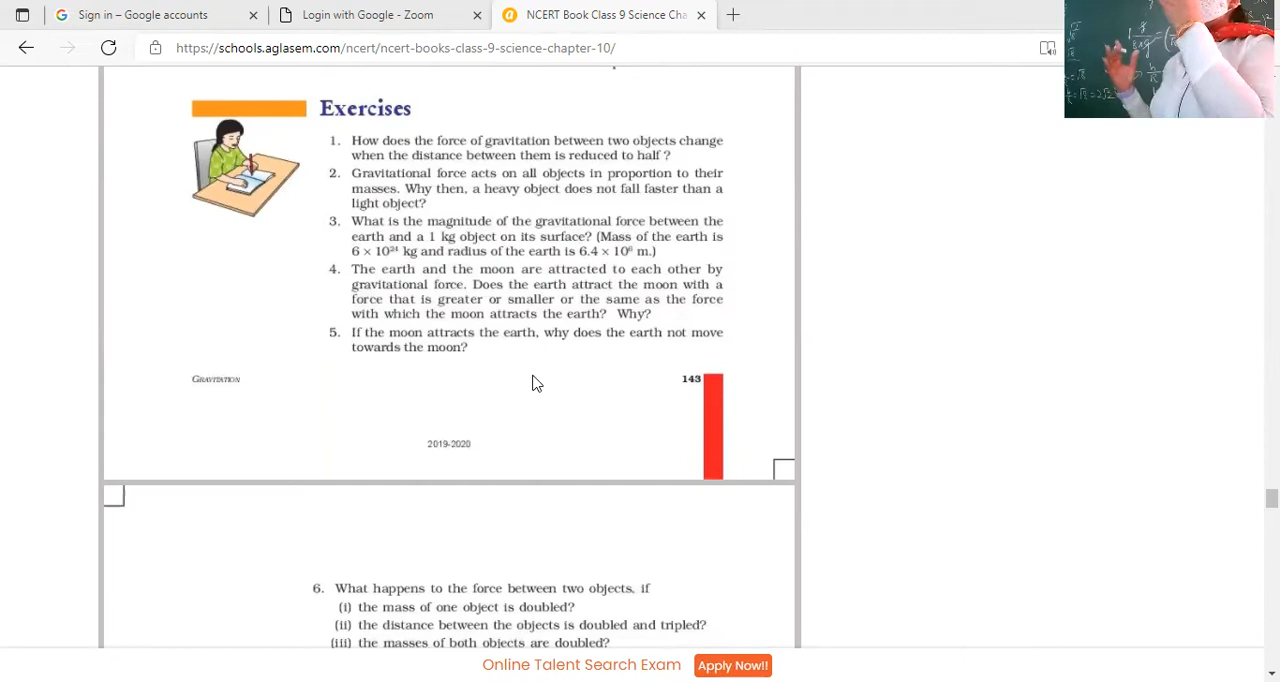 Sign in – Google accounts
Login with Google - Zoom
NCERT Book Class 9 Science Cha
https://schools.aglasem.com/ncert/ncert-books-class-9-science-chapter-10/
Exercises
1. How does the force of gravitation between two objects change
when the distance between them is reduced to half ?
2. Gravitational force acts on all objects in proportion to their
masses. Why then, a heavy object does not fall faster than a
light object?
3. What is the magnitude of the gravitational force between the
earth and a 1 kg object on its surface? (Mass of the earth is
6 × 10²⁴ kg and radius of the earth is 6.4 × 10⁶ m.)
4. The earth and the moon are attracted to each other by
gravitational force. Does the earth attract the moon with a
force that is greater or smaller or the same as the force
with which the moon attracts the earth? Why?
5. If the moon attracts the earth, why does the earth not move
towards the moon?
GRAVITATION
143
2019-2020
6. What happens to the force between two objects, if
(i) the mass of one object is doubled?
(ii) the distance between the objects is doubled and tripled?
(iii) the masses of both objects are doubled?
Online Talent Search Exam
Apply Now!!